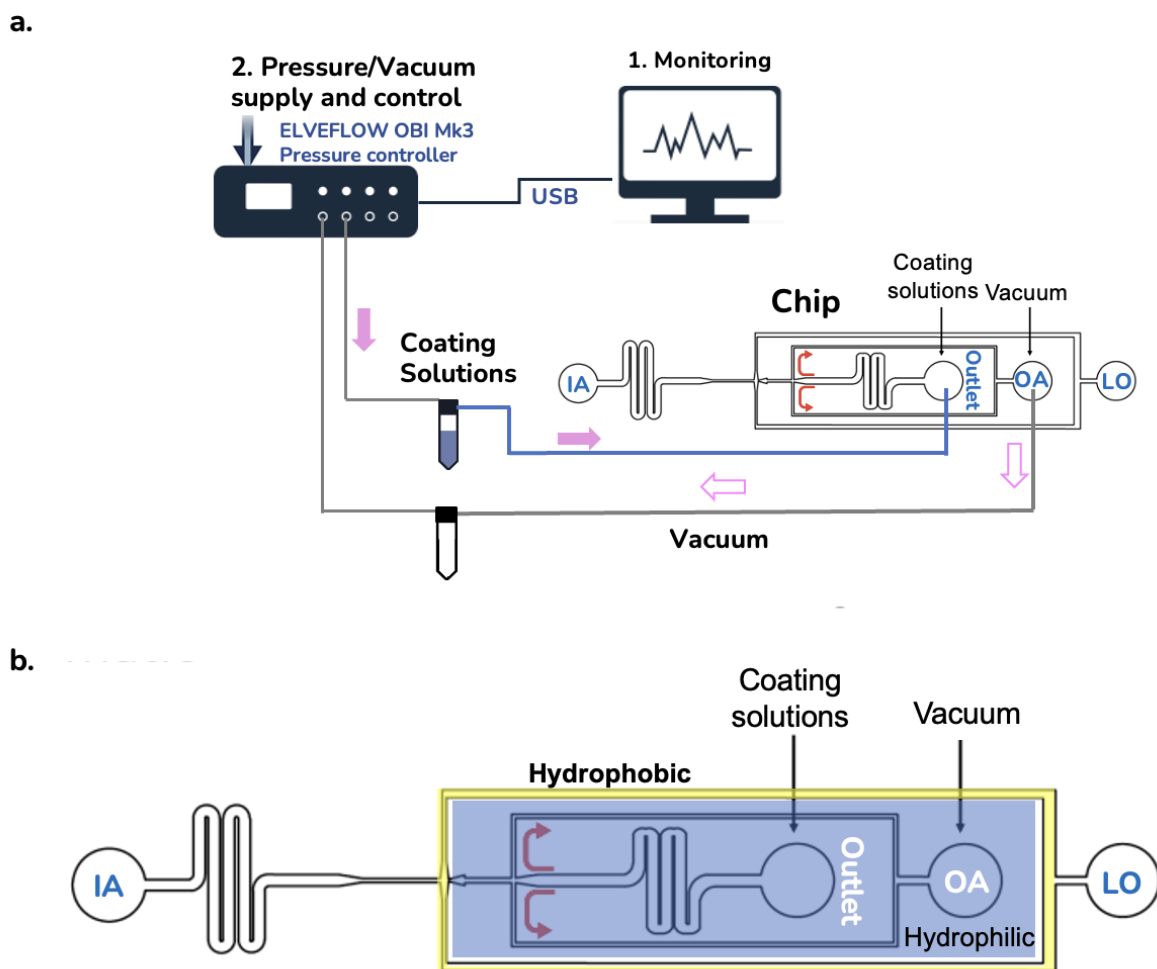 a.
2. Pressure/Vacuum
supply and control
ELVEFLOW OBI Mk3
Pressure controller
1. Monitoring
USB
Coating
solutions
Vacuum
Chip
Coating
Solutions
IA
Outlet
OA
LO
Vacuum
b.
Coating
solutions
Vacuum
Hydrophobic
IA
Outlet
OA
LO
Hydrophilic